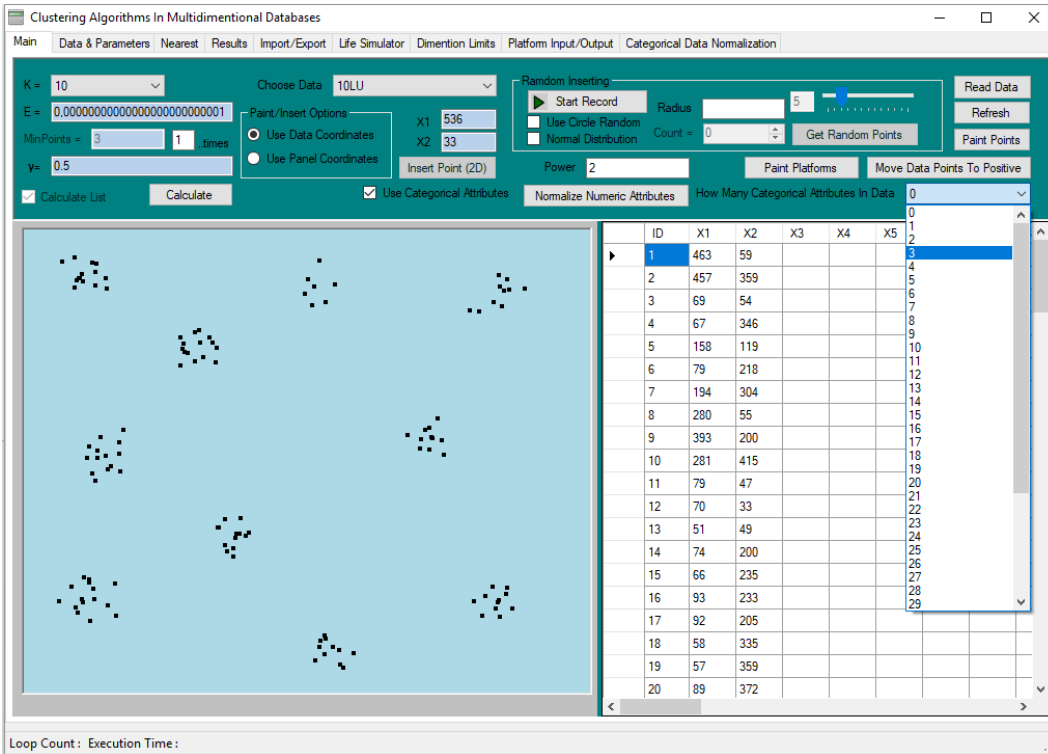 Clustering Algorithms In Multidimentional Databases
Main Data & Parameters Nearest Results Import/Export Life Simulator Dimention Limits Platform Input/Output Categorical Data Normalization
K = 10 Choose Data 10LU
E = 0,00000000000000000000000001
MinPoints = 3 1 ..times
γ= 0.5
Calculate List Calculate
Paint/Insert Options
Use Data Coordinates
Use Panel Coordinates
X1 536
X2 33
Insert Point (2D)
Ramdom Inserting
Start Record
Use Circle Random
Normal Distribution
Radius 5
Count = 0 Get Random Points
Read Data
Refresh
Paint Points
Power 2 Paint Platforms Move Data Points To Positive
Use Categorical Attributes Normalize Numeric Attributes How Many Categorical Attributes In Data 0
0
1
2
3
4
5
6
7
8
9
10
11
12
13
14
15
16
17
18
19
20
21
22
23
24
25
26
27
28
29
ID X1 X2 X3 X4 X5
1 463 59
2 457 359
3 69 54
4 67 346
5 158 119
6 79 218
7 194 304
8 280 55
9 393 200
10 281 415
11 79 47
12 70 33
13 51 49
14 74 200
15 66 235
16 93 233
17 92 205
18 58 335
19 57 359
20 89 372
Loop Count : Execution Time :